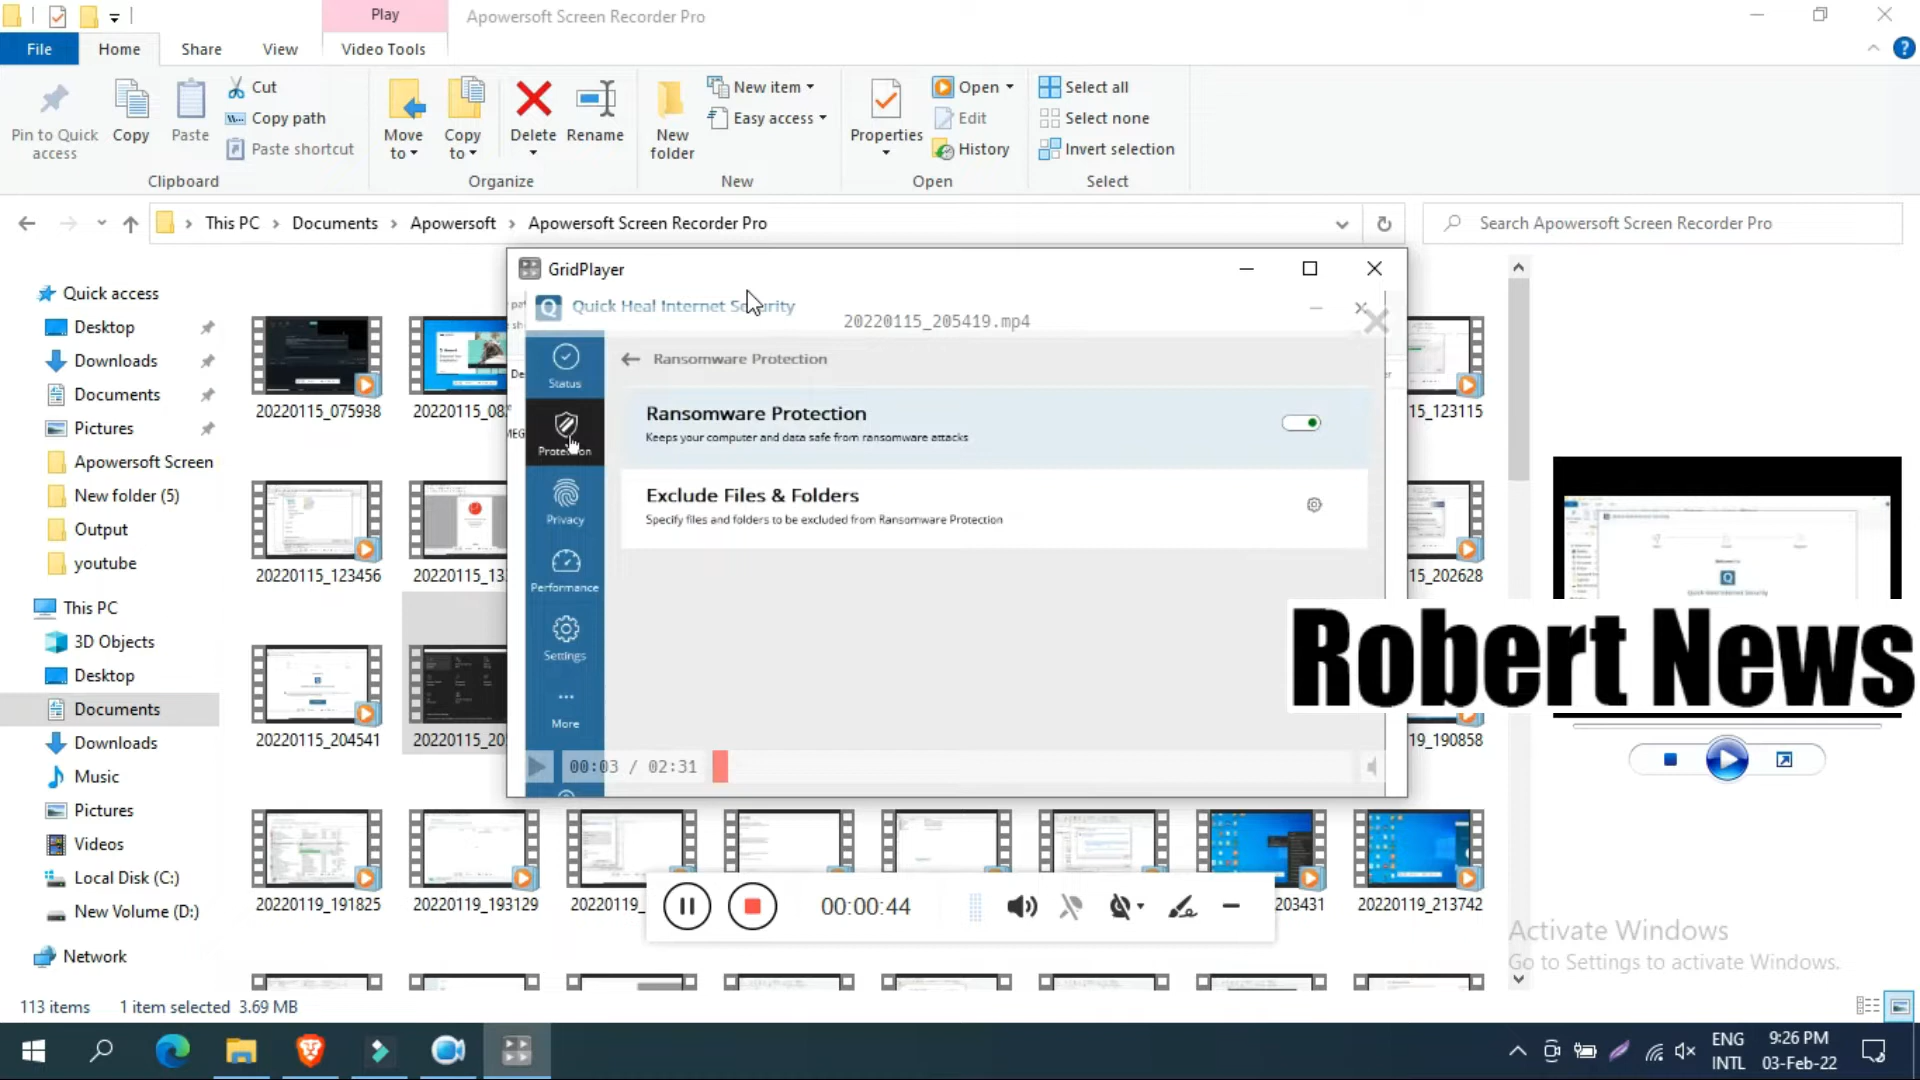 Play
Apowersoft Screen Recorder Pro
File
Home
Share
View
Video Tools
Pin to Quick access
Copy
Paste
Cut
Copy path
Paste shortcut
Clipboard
Move to
Copy to
Delete
Rename
Organize
New folder
New item
Easy access
New
Properties
Open
Edit
History
Open
Select all
Select none
Invert selection
Select
This PC > Documents > Apowersoft > Apowersoft Screen Recorder Pro
Search Apowersoft Screen Recorder Pro
Quick access
Desktop
Downloads
Documents
Pictures
Apowersoft Screen
New folder (5)
Output
youtube
This PC
3D Objects
Desktop
Documents
Downloads
Music
Pictures
Videos
Local Disk (C:)
New Volume (D:)
Network
20220115_075938
20220115_08
15_123115
20220115_123456
20220115_13
15_202628
20220115_204541
20220115_20
19_190858
20220119_191825
20220119_193129
20220119_
203431
20220119_213742
GridPlayer
Quick Heal Internet Security
20220115_205419.mp4
Status
Protection
Privacy
Performance
Settings
More
Ransomware Protection
Ransomware Protection
Keeps your computer and data safe from ransomware attacks
Exclude Files & Folders
Specify files and folders to be excluded from Ransomware Protection
00:03 / 02:31
Robert News
00:00:44
Activate Windows
Go to Settings to activate Windows.
113 items
1 item selected 3.69 MB
ENG
INTL
9:26 PM
03-Feb-22